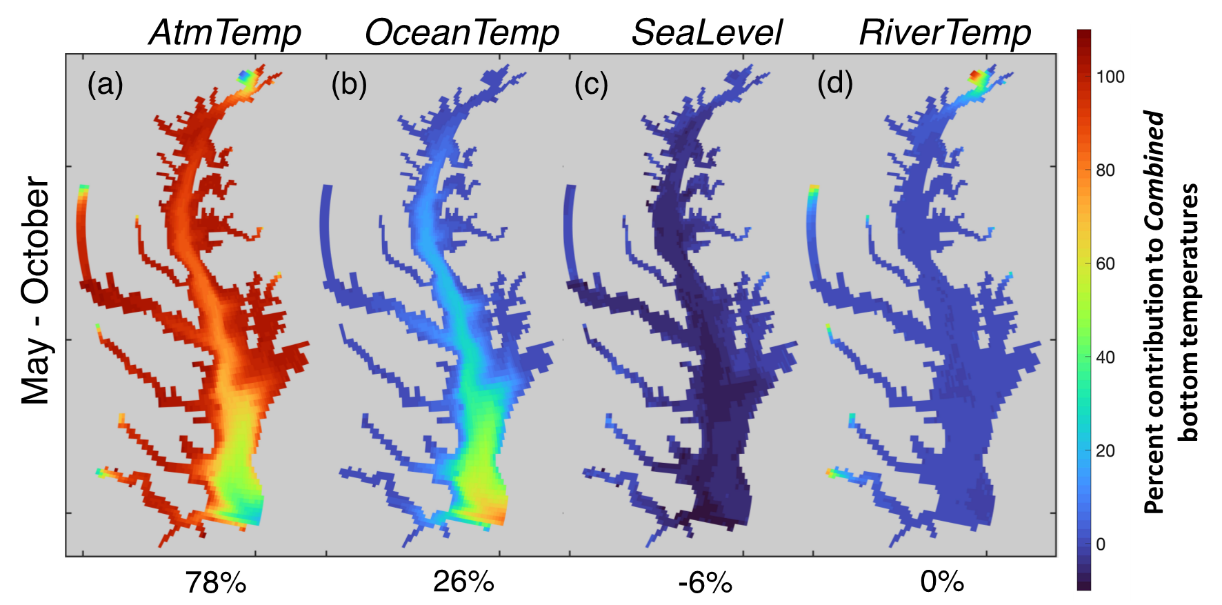 AtmTemp OceanTemp SeaLevel RiverTemp
(a) (b) (c) (d)
May - October
100
80
60
40
20
0
Percent contribution to Combined
bottom temperatures
78% 26% -6% 0%